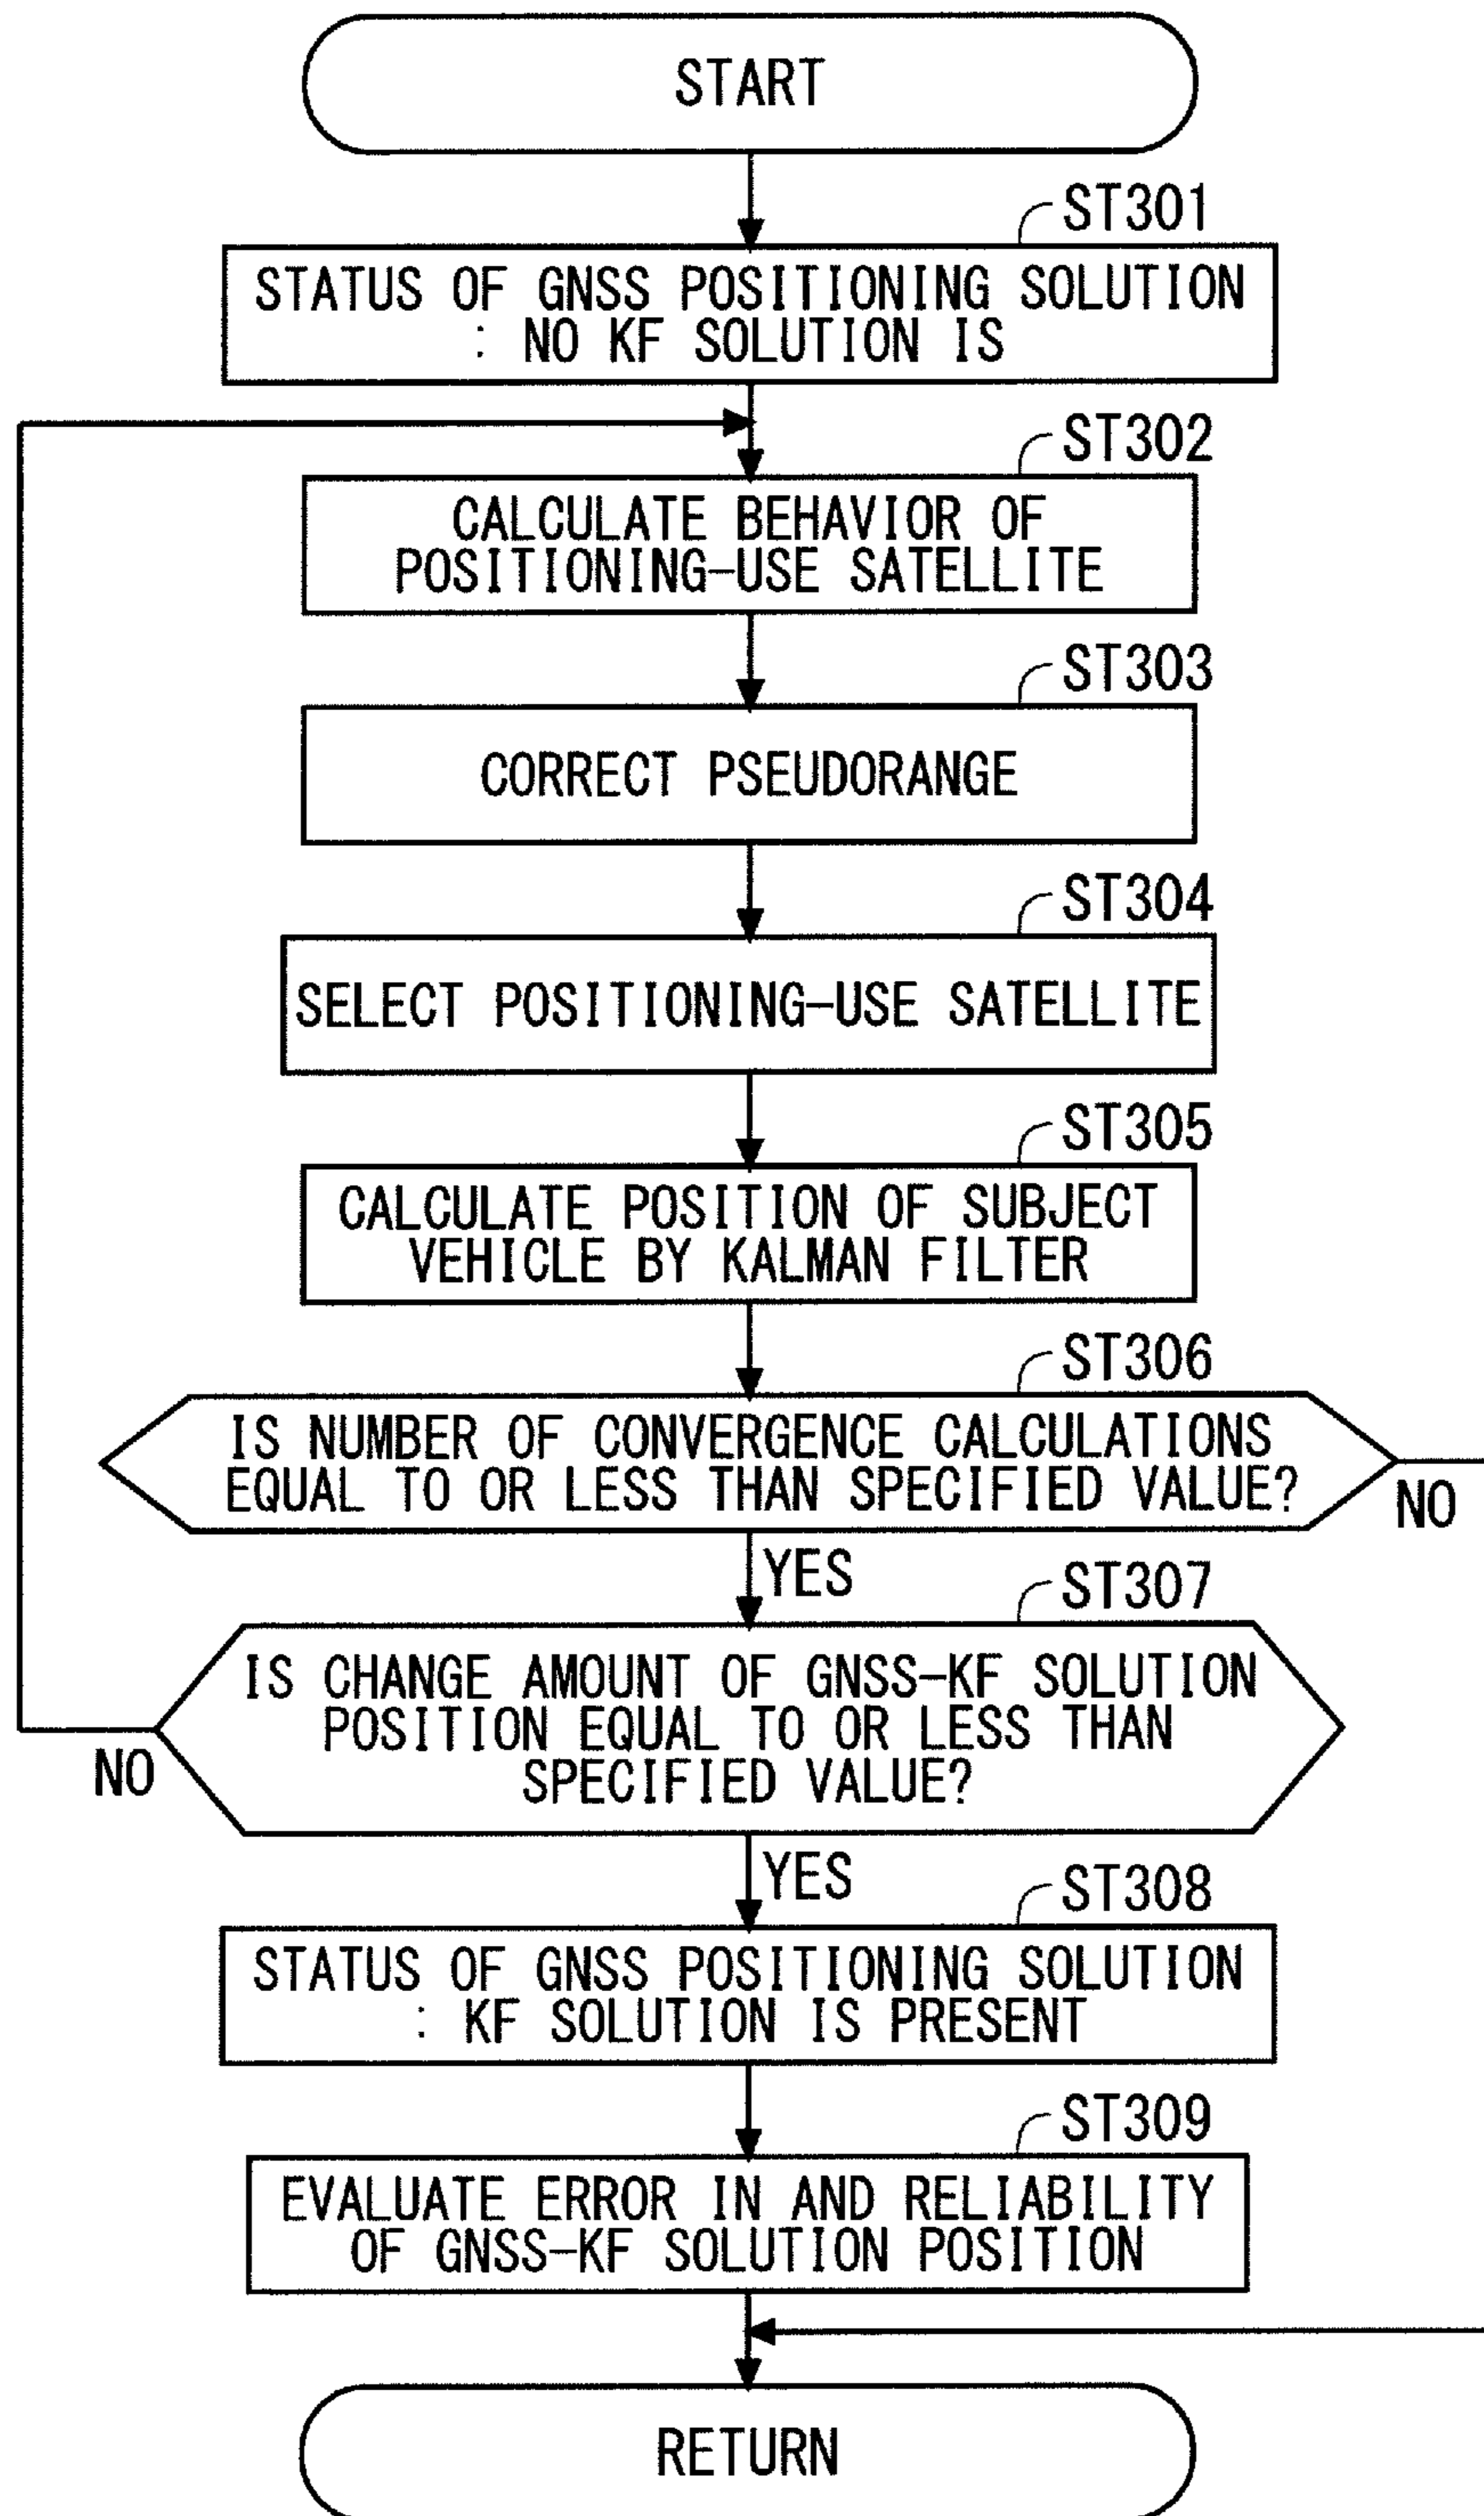 START
ST301
STATUS OF GNSS POSITIONING SOLUTION
: NO KF SOLUTION IS
ST302
CALCULATE BEHAVIOR OF
POSITIONING-USE SATELLITE
ST303
CORRECT PSEUDORANGE
ST304
SELECT POSITIONING-USE SATELLITE
ST305
CALCULATE POSITION OF SUBJECT
VEHICLE BY KALMAN FILTER
ST306
IS NUMBER OF CONVERGENCE CALCULATIONS
EQUAL TO OR LESS THAN SPECIFIED VALUE?
NO
YES
ST307
IS CHANGE AMOUNT OF GNSS-KF SOLUTION
POSITION EQUAL TO OR LESS THAN
SPECIFIED VALUE?
NO
YES
ST308
STATUS OF GNSS POSITIONING SOLUTION
: KF SOLUTION IS PRESENT
ST309
EVALUATE ERROR IN AND RELIABILITY
OF GNSS-KF SOLUTION POSITION
RETURN